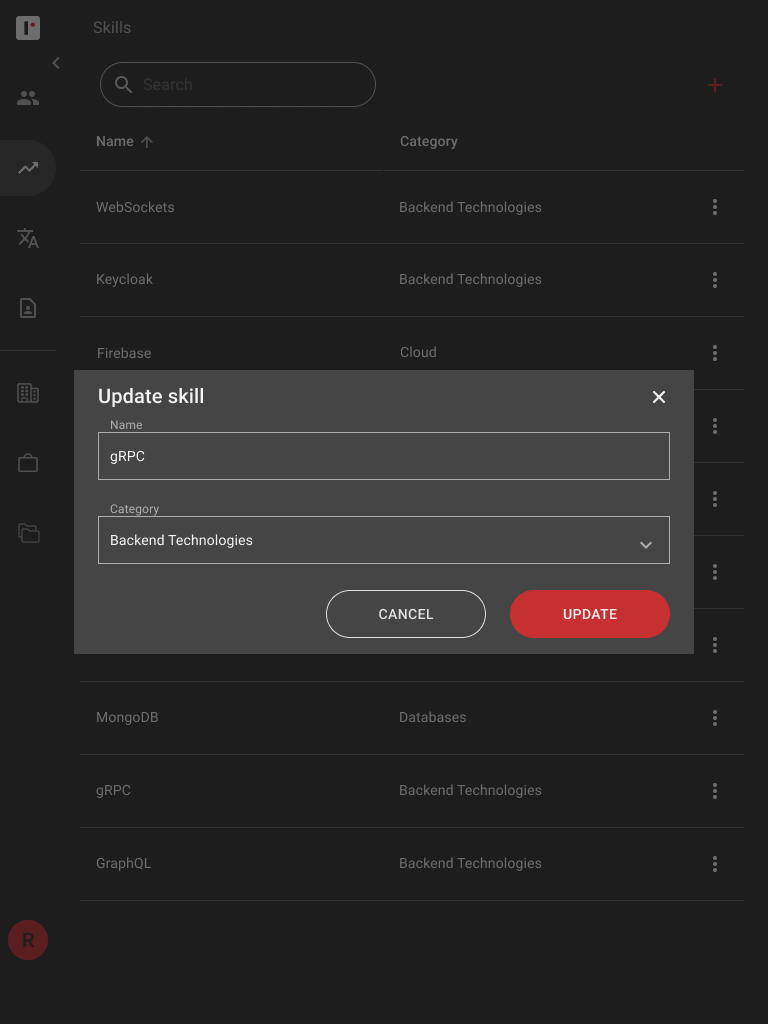 Skills
Search
Name Category
WebSockets Backend Technologies
Keycloak Backend Technologies
Firebase Cloud
Update skill
Name
gRPC
Category
Backend Technologies
CANCEL UPDATE
MongoDB Databases
gRPC Backend Technologies
GraphQL Backend Technologies
R